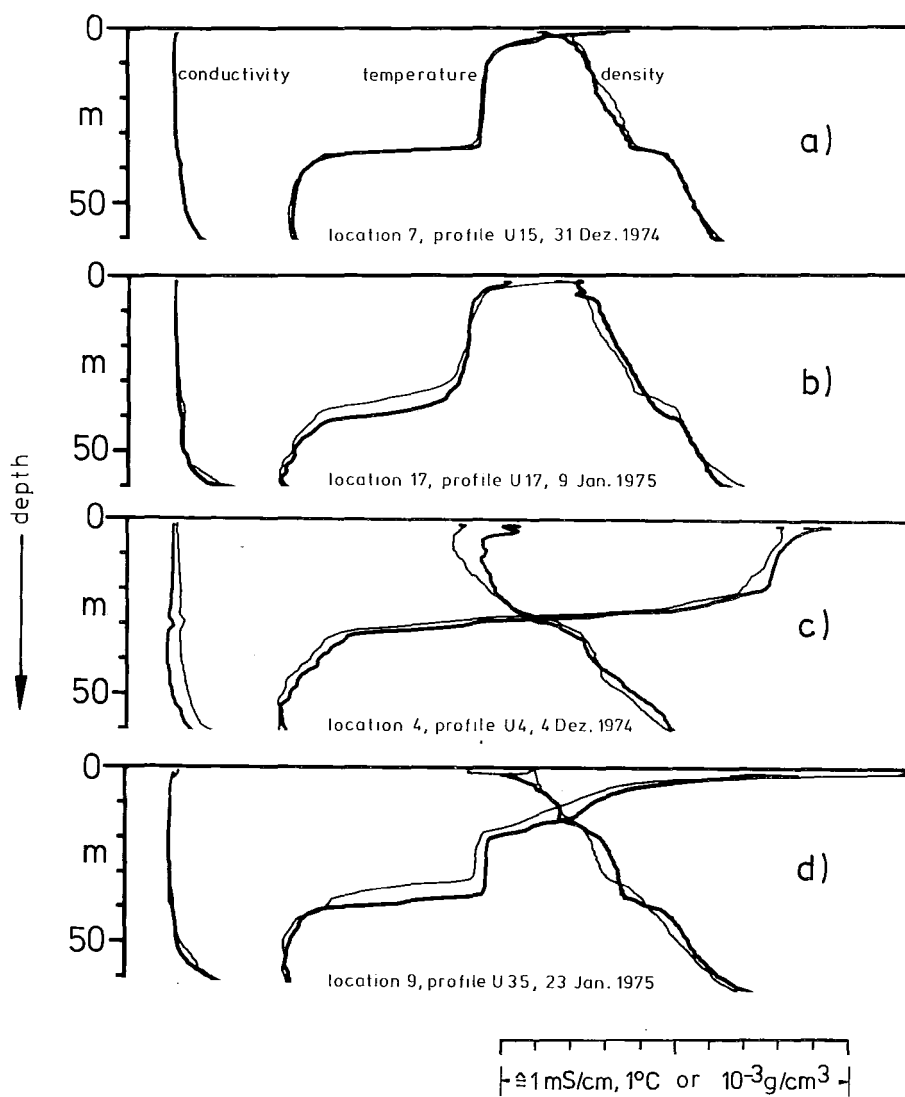 0
conductivity temperature density
m
a)
50
location 7, profile U15, 31 Dez. 1974
0
m
b)
50
location 17, profile U17, 9 Jan. 1975
depth
0
m
c)
50
location 4, profile U4, 4 Dez. 1974
0
m
d)
50
location 9, profile U35, 23 Jan. 1975
≙ 1 mS/cm, 1°C or 10⁻³g/cm³